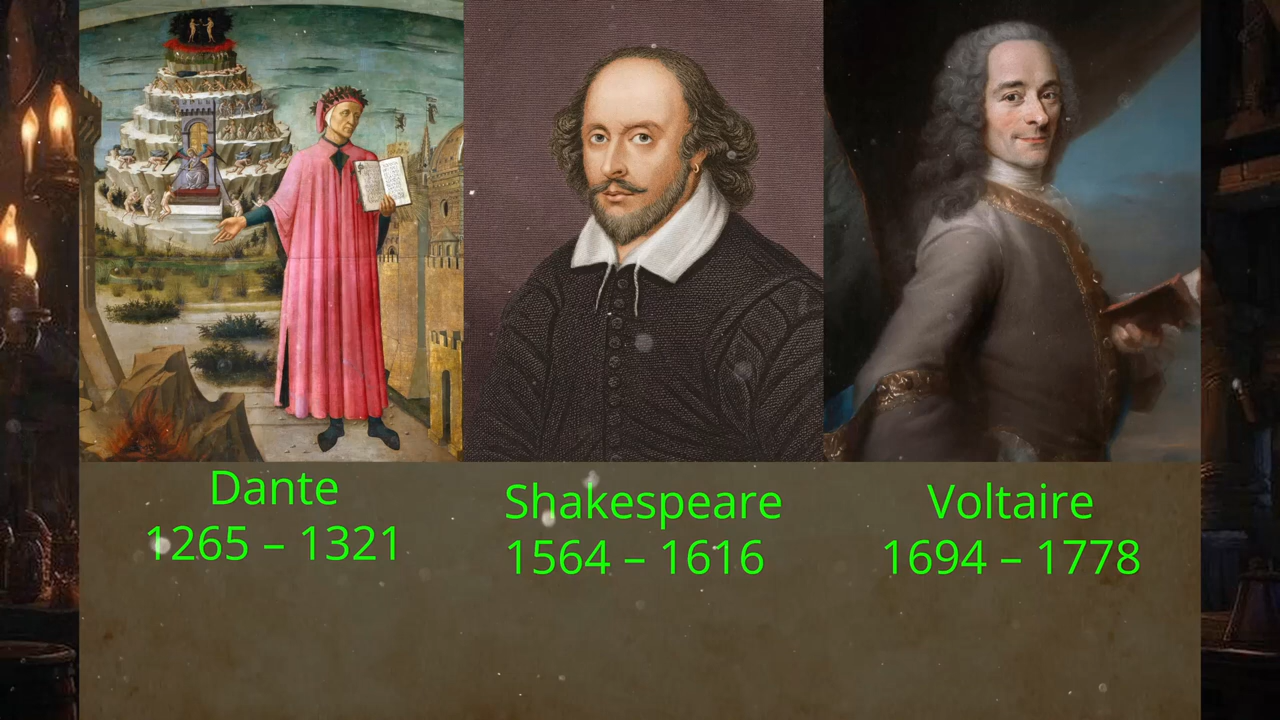 Dante
1265 – 1321
Shakespeare
1564 – 1616
Voltaire
1694 – 1778